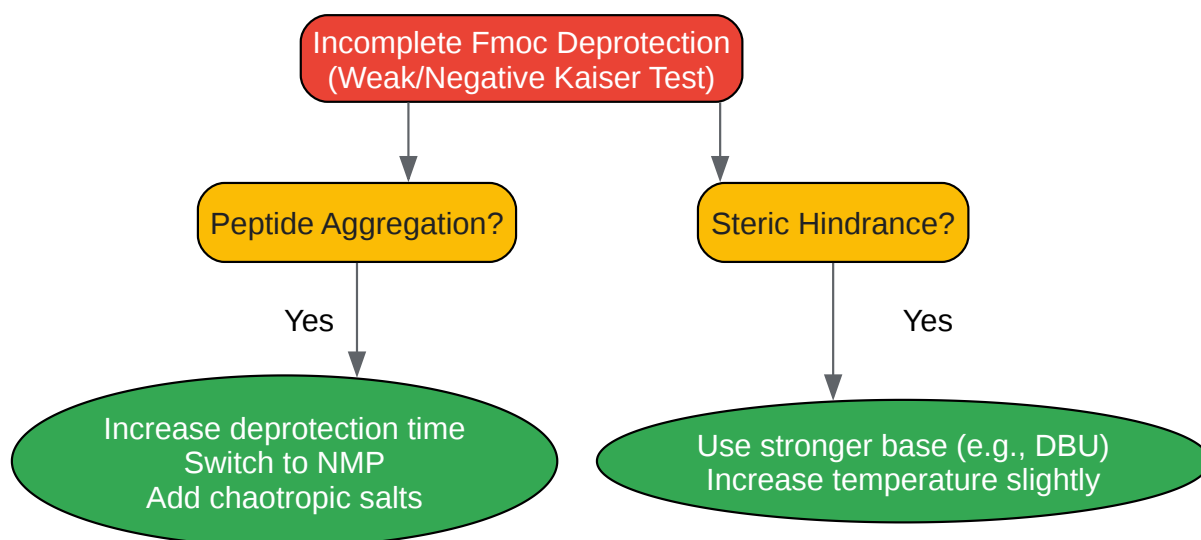 Incomplete Fmoc Deprotection
(Weak/Negative Kaiser Test)
Peptide Aggregation?
Steric Hindrance?
Yes
Yes
Increase deprotection time
Switch to NMP
Add chaotropic salts
Use stronger base (e.g., DBU)
Increase temperature slightly